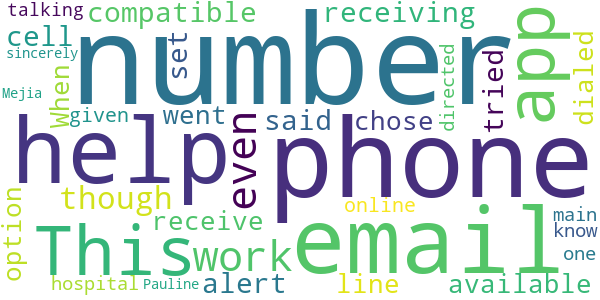 talking
compatible
receiving
cell
sincerely
number
app
Mejia
When
set
given
went
said
chose
directed
tried
dialed
help
even
phone
though
receive
option
This
work
email
online
main
know
one
hospital
Pauline
alert
line
available